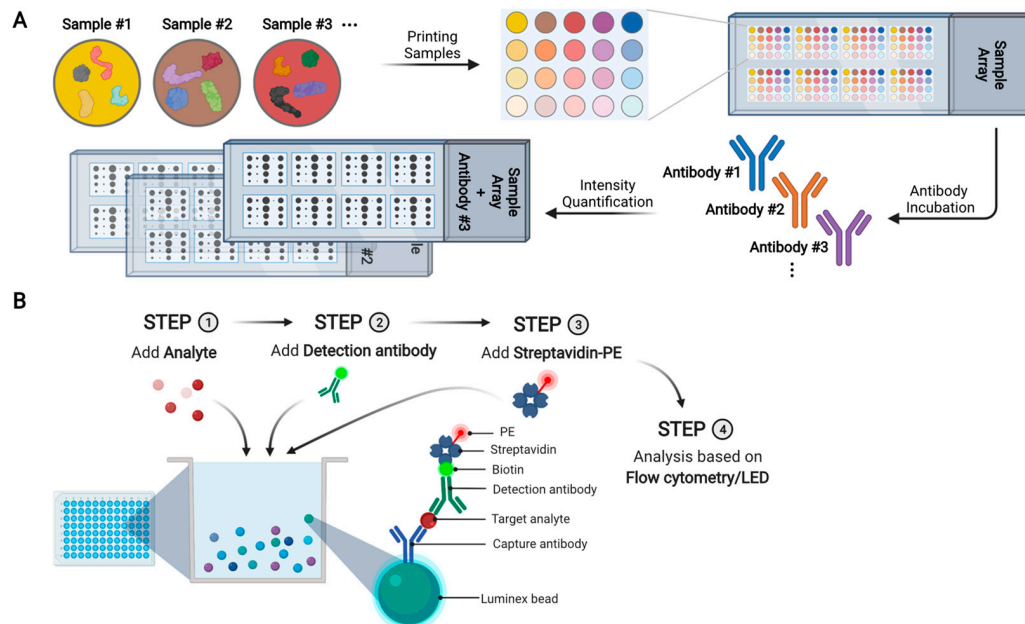 A
Sample #1
Sample #2
Sample #3
...
Printing
Samples
Sample
Array
Antibody #1
Antibody #2
Antibody #3
...
Antibody
Incubation
Intensity
Quantification
Sample
Array
+
Antibody #3
#2
B
STEP 1
Add Analyte
STEP 2
Add Detection antibody
STEP 3
Add Streptavidin-PE
STEP 4
Analysis based on
Flow cytometry/LED
PE
Streptavidin
Biotin
Detection antibody
Target analyte
Capture antibody
Luminex bead